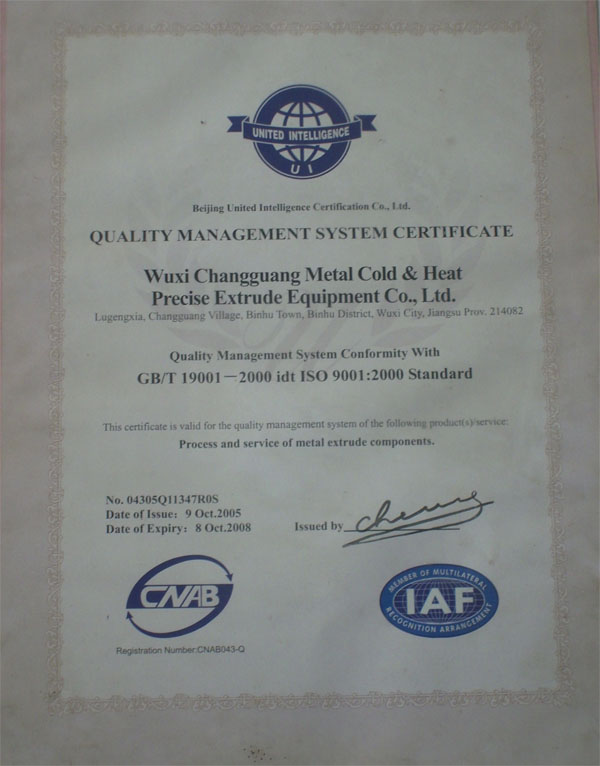 UNITED INTELLIGENCE
UI
Beijing United Intelligence Certification Co., Ltd.
QUALITY MANAGEMENT SYSTEM CERTIFICATE
Wuxi Changguang Metal Cold & Heat
Precise Extrude Equipment Co., Ltd.
Lugengxia, Changguang Village, Binhu Town, Binhu District, Wuxi City, Jiangsu Prov. 214082
Quality Management System Conformity With
GB/T 19001－2000 idt ISO 9001:2000 Standard
This certificate is valid for the quality management system of the following product(s)/service:
Process and service of metal extrude components.
No. 04305Q11347R0S
Date of Issue: 9 Oct.2005
Date of Expiry: 8 Oct.2008
Issued by
CNAB
Registration Number:CNAB043-Q
MEMBER OF MULTILATERAL
IAF
RECOGNITION ARRANGEMENT